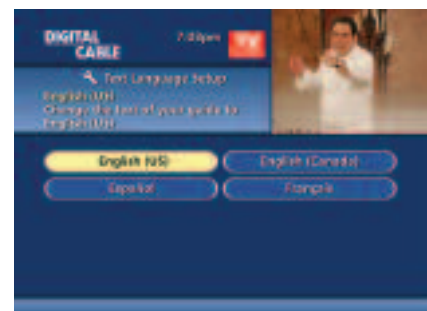 DIGITAL
CABLE
7:00pm
TV
Text Language Setup
English (US)
Change the text of your guide to
English (US)
English (US)
English (Canada)
Español
Français